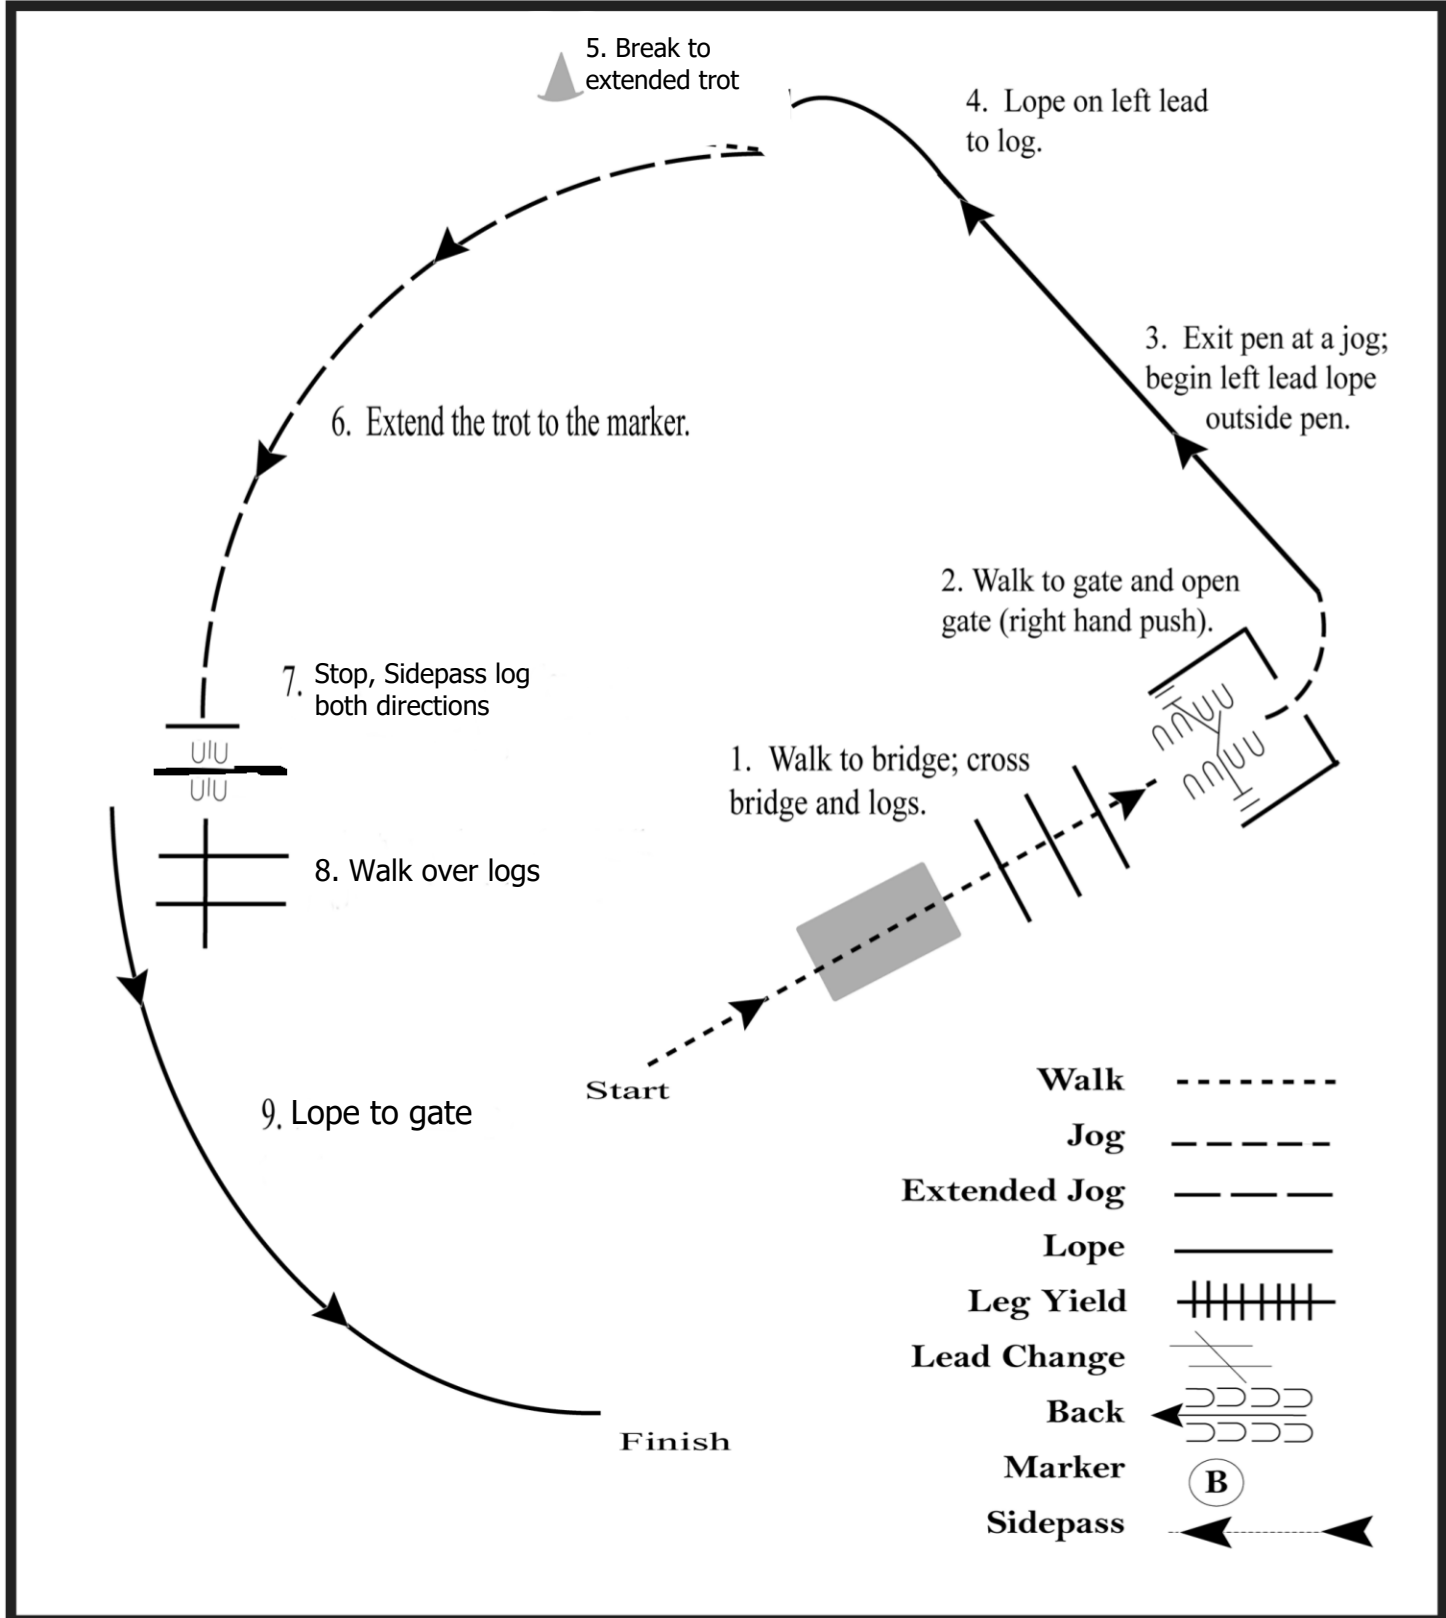 5. Break to
extended trot
4. Lope on left lead
to log.
3. Exit pen at a jog;
begin left lead lope
outside pen.
6. Extend the trot to the marker.
2. Walk to gate and open
gate (right hand push).
7. Stop, Sidepass log
both directions
1. Walk to bridge; cross
bridge and logs.
8. Walk over logs
Start
9. Lope to gate
Finish
Walk
Jog
Extended Jog
Lope
Leg Yield
Lead Change
Back
Marker B
Sidepass